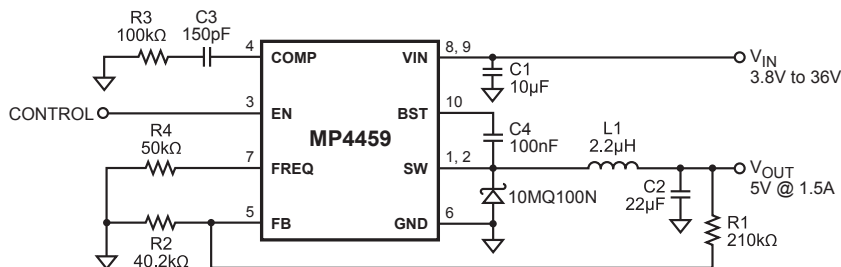 R3
100kΩ
C3
150pF
4
COMP
VIN
8, 9
V_IN
3.8V to 36V
C1
10µF
CONTROL
3
EN
BST
10
MP4459
C4
100nF
R4
50kΩ
7
FREQ
SW
1, 2
L1
2.2µH
V_OUT
5V @ 1.5A
10MQ100N
C2
22µF
5
FB
GND
6
R2
40.2kΩ
R1
210kΩ